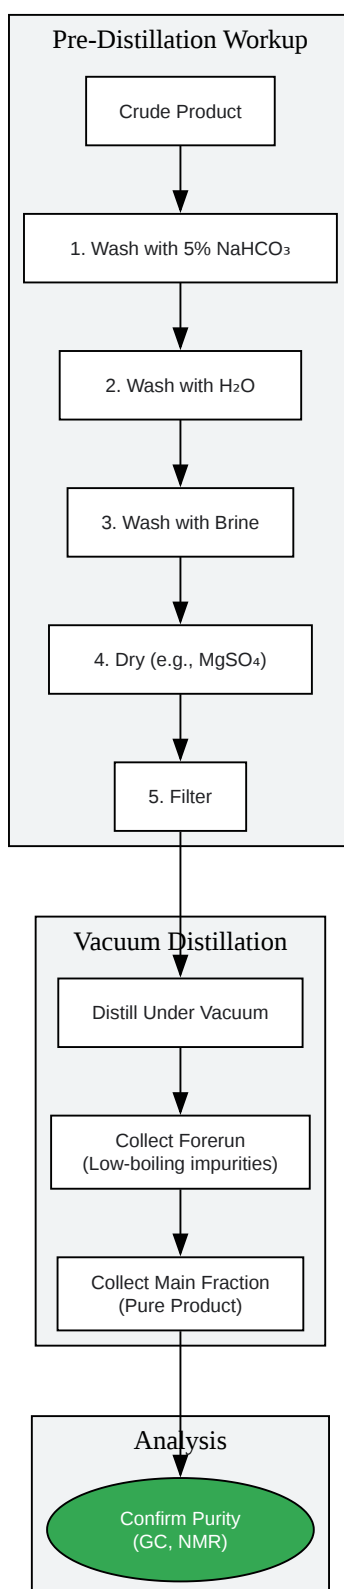 Pre-Distillation Workup
Crude Product
1. Wash with 5% NaHCO₃
2. Wash with H₂O
3. Wash with Brine
4. Dry (e.g., MgSO₄)
5. Filter
Vacuum Distillation
Distill Under Vacuum
Collect Forerun
(Low-boiling impurities)
Collect Main Fraction
(Pure Product)
Analysis
Confirm Purity
(GC, NMR)